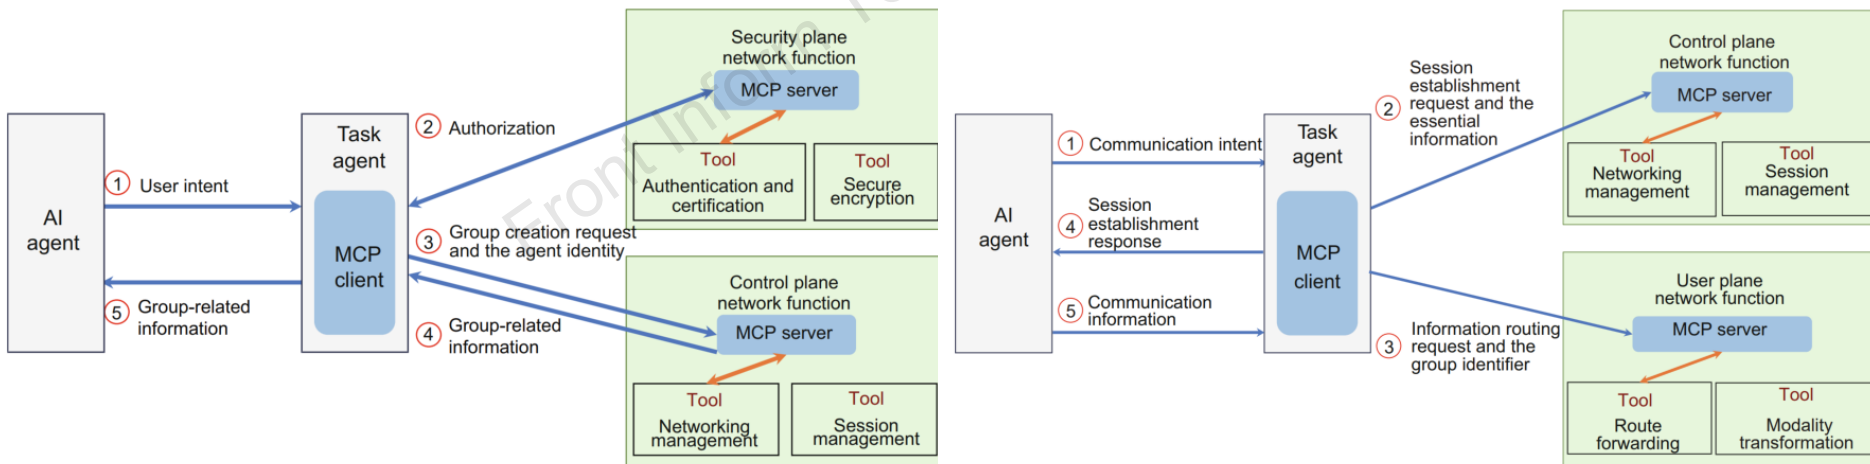 AI
agent
1 User intent
5 Group-related
information
Task
agent
MCP
client
2 Authorization
3 Group creation request
and the agent identity
4 Group-related
information
Security plane
network function
MCP server
Tool
Authentication and
certification
Tool
Secure
encryption
Control plane
network function
MCP server
Tool
Networking
management
Tool
Session
management
Front Inform
AI
agent
1 Communication intent
4 Session
establishment
response
5 Communication
information
Task
agent
MCP
client
2 Session
establishment
request and the
essential
information
3 Information routing
request and the
group identifier
Control plane
network function
MCP server
Tool
Networking
management
Tool
Session
management
User plane
network function
MCP server
Tool
Route
forwarding
Tool
Modality
transformation